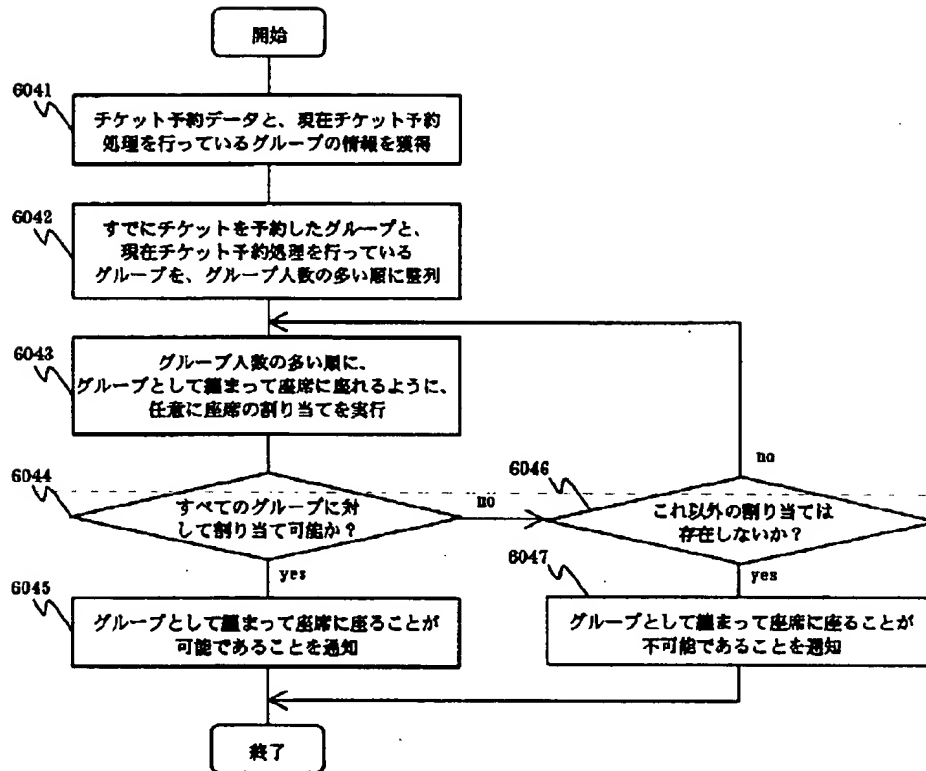 開始
6041
チケット予約データと、現在チケット予約
処理を行っているグループの情報を獲得
6042
すでにチケットを予約したグループと、
現在チケット予約処理を行っている
グループを、グループ人数の多い順に整列
6043
グループ人数の多い順に、
グループとして纏まって座席に座れるように、
任意に座席の割り当てを実行
no
6044
すべてのグループに対
して割り当て可能か？
no
6046
これ以外の割り当ては
存在しないか？
yes
yes
6045
グループとして纏まって座席に座ることが
可能であることを通知
6047
グループとして纏まって座席に座ることが
不可能であることを通知
終了